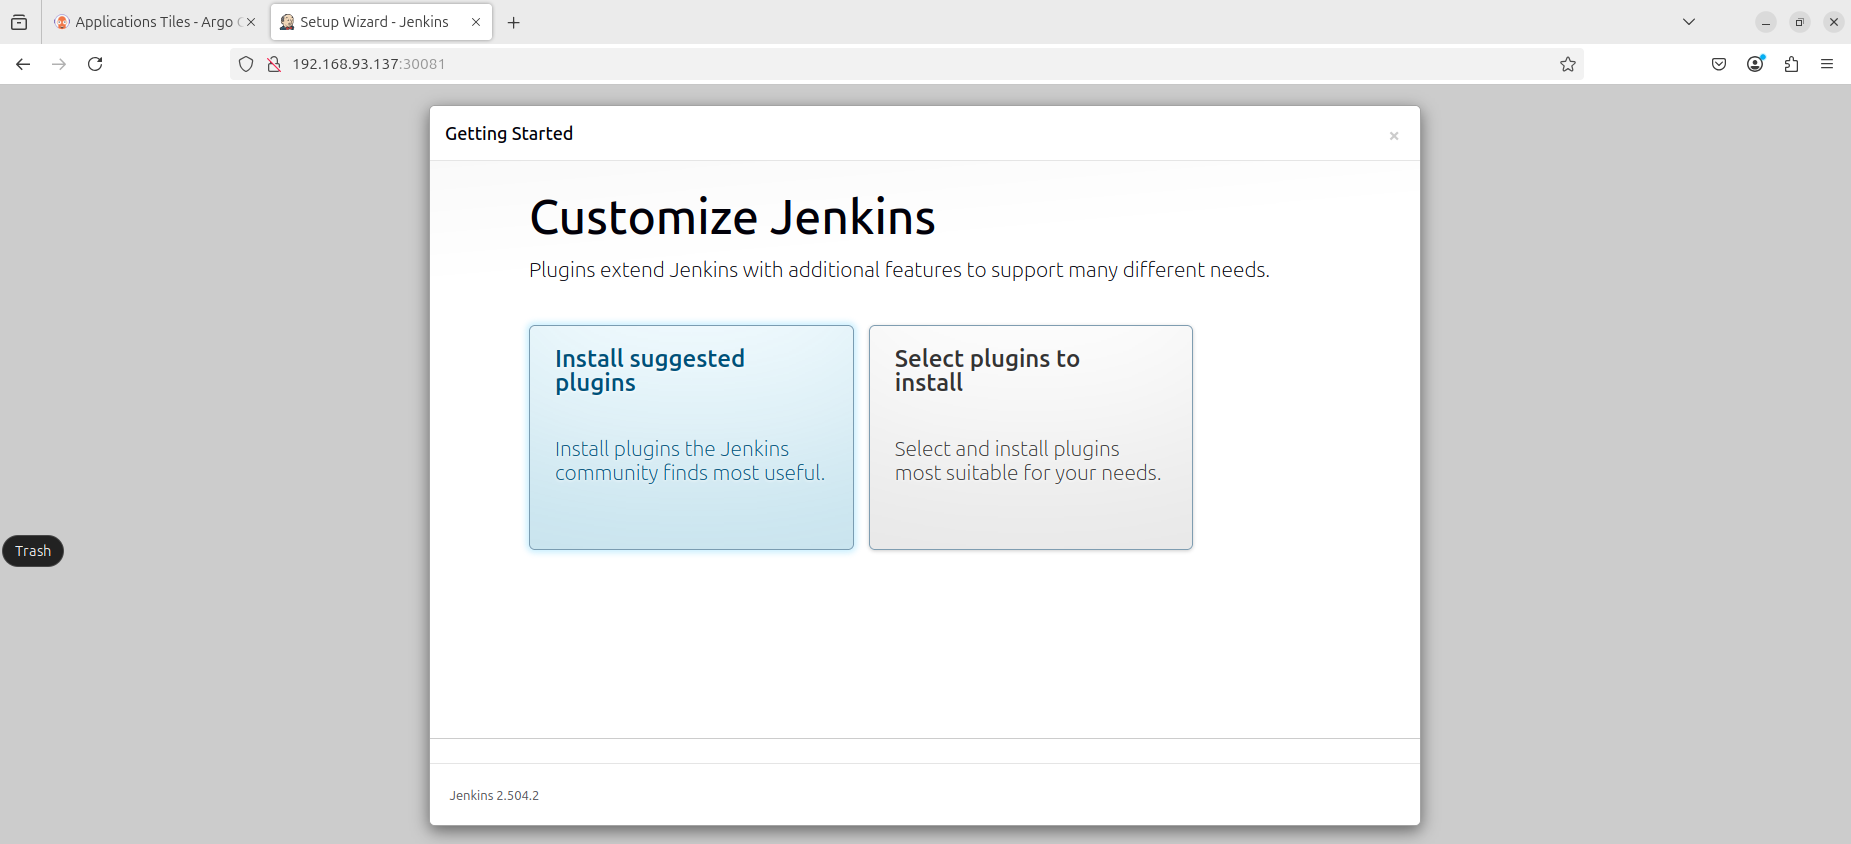 Applications Tiles - Argo
Setup Wizard - Jenkins
192.168.93.137:30081
Getting Started
Customize Jenkins
Plugins extend Jenkins with additional features to support many different needs.
Install suggested
plugins
Install plugins the Jenkins
community finds most useful.
Select plugins to
install
Select and install plugins
most suitable for your needs.
Trash
Jenkins 2.504.2